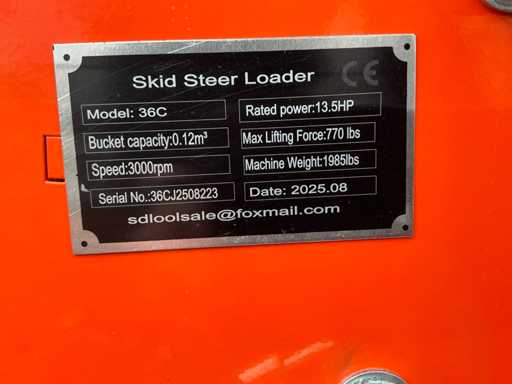 Skid Steer Loader CE
Model: 36C
Rated power:13.5HP
Bucket capacity:0.12m³
Max Lifting Force:770 lbs
Speed:3000rpm
Machine Weight:1985lbs
Serial No.:36CJ2508223
Date: 2025.08
sdloolsale@foxmail.com